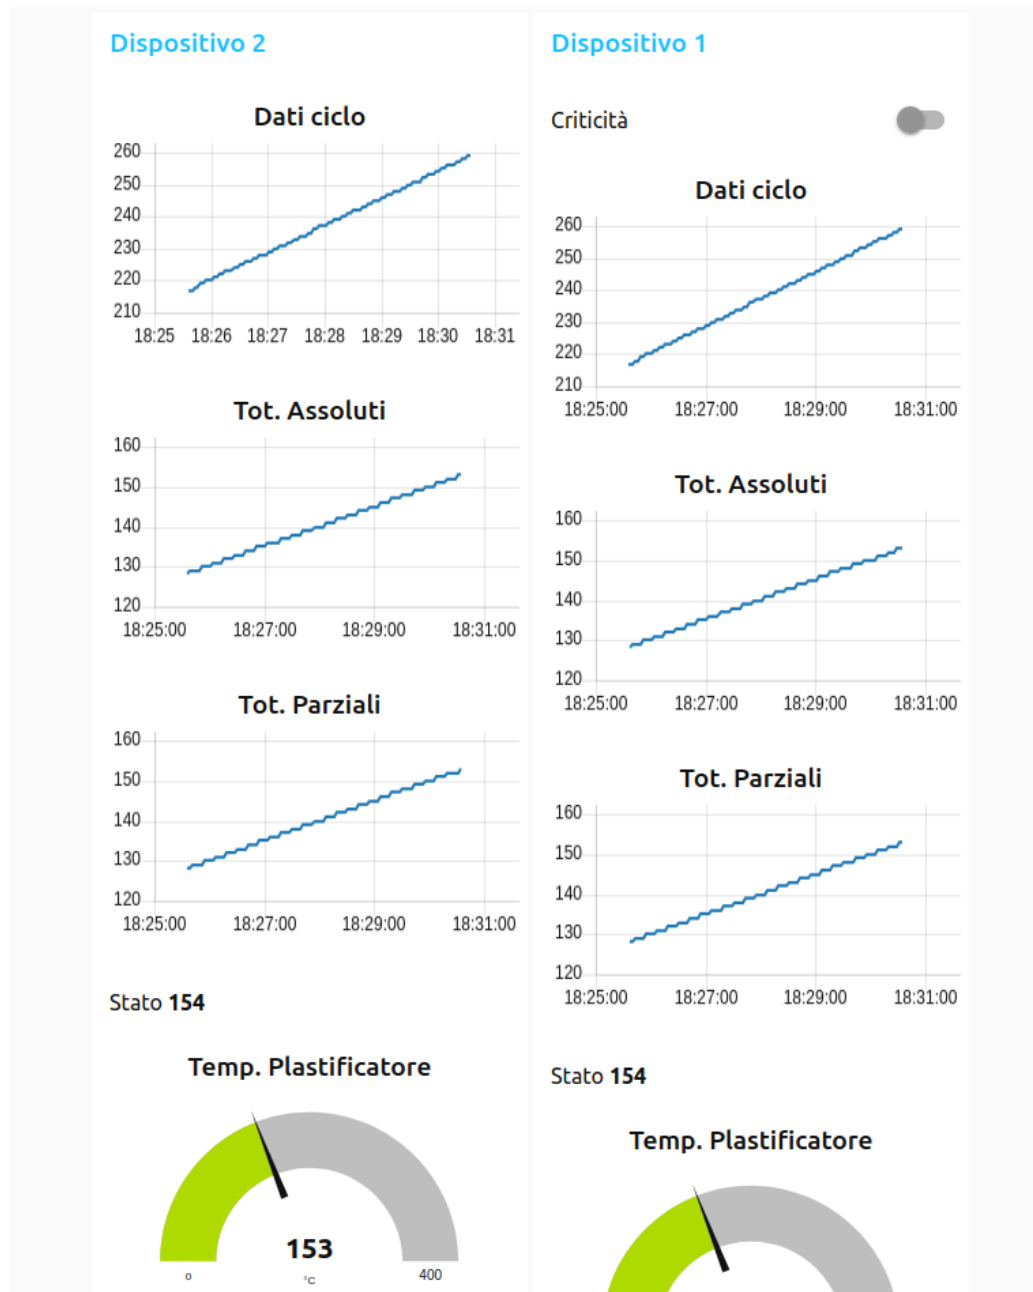 Dispositivo 2
Dati ciclo
260
250
240
230
220
210
18:25 18:26 18:27 18:28 18:29 18:30 18:31
Tot. Assoluti
160
150
140
130
120
18:25:00 18:27:00 18:29:00 18:31:00
Tot. Parziali
160
150
140
130
120
18:25:00 18:27:00 18:29:00 18:31:00
Stato 154
Temp. Plastificatore
153
0 °C 400
Dispositivo 1
Criticità
Dati ciclo
260
250
240
230
220
210
18:25:00 18:27:00 18:29:00 18:31:00
Tot. Assoluti
160
150
140
130
120
18:25:00 18:27:00 18:29:00 18:31:00
Tot. Parziali
160
150
140
130
120
18:25:00 18:27:00 18:29:00 18:31:00
Stato 154
Temp. Plastificatore